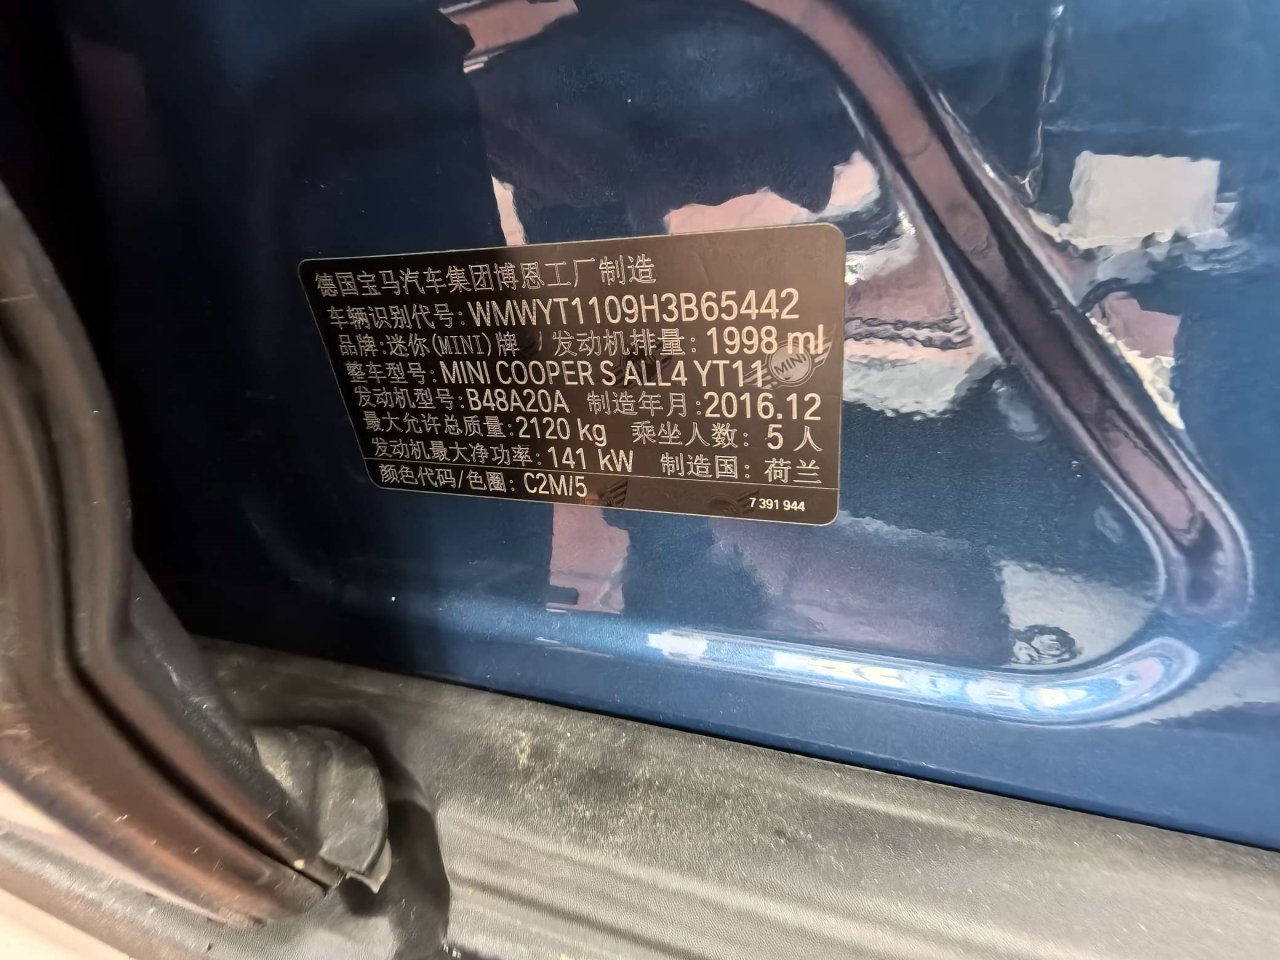 德国宝马汽车集团博恩工厂制造
车辆识别代号: WMWYT1109H3B65442
品牌: 迷你(MINI)牌 发动机排量: 1998 ml
整车型号: MINI COOPER S ALL4 YT11
MINI
发动机型号: B48A20A 制造年月: 2016.12
最大允许总质量: 2120 kg 乘坐人数: 5 人
发动机最大净功率: 141 kW 制造国: 荷兰
颜色代码/色圈: C2M/5
7 391 944